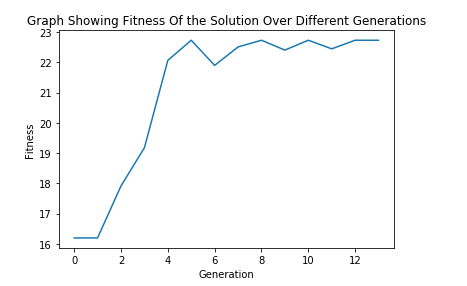 Graph Showing Fitness Of the Solution Over Different Generations
23
22
21
20
19
18
17
16
Fitness
0 2 4 6 8 10 12
Generation